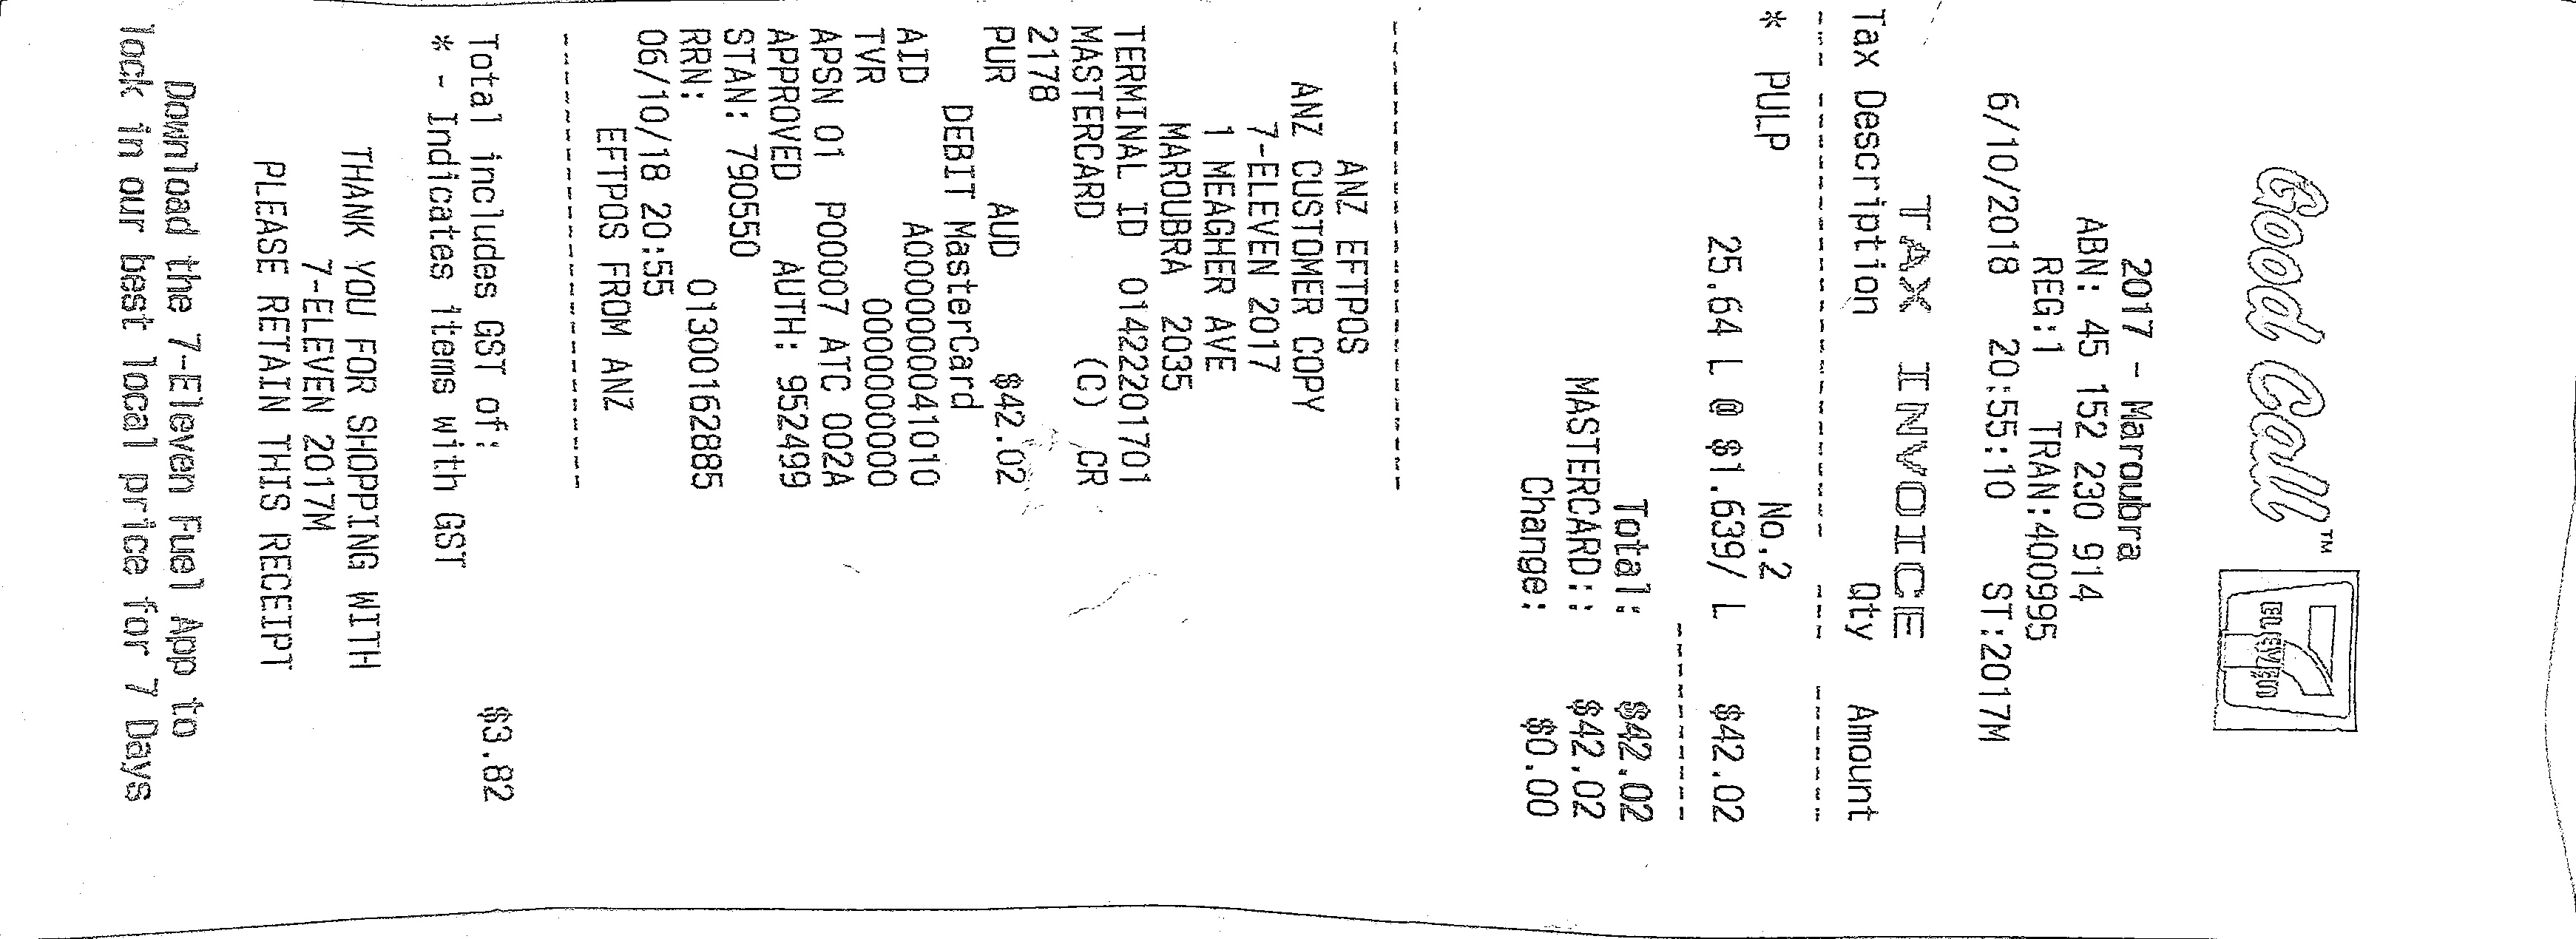 Good Call™
7
ELEVEN
2017 - Maroubra
ABN: 45 152 230 914
REG:1 TRAN:400995
6/10/2018 20:55:10 ST:2017M
TAX INVOICE
Tax Description Qty Amount
* PULP No.2
25.64 L @ $1.639/ L $42.02
Total: $42.02
MASTERCARD:: $42.02
Change: $0.00
ANZ EFTPOS
ANZ CUSTOMER COPY
7-ELEVEN 2017
1 MEAGHER AVE
MAROUBRA 2035
TERMINAL ID 01422201701
MASTERCARD (C) CR
2178
PUR AUD $42.02
DEBIT MasterCard
AID A0000000041010
TVR 0000000000
APSN 01 P00007 ATC 002A
APPROVED AUTH: 952499
STAN: 790550
RRN: 013001162885
06/10/18 20:55
EFTPOS FROM ANZ
Total includes GST of: $3.82
* - Indicates items with GST
THANK YOU FOR SHOPPING WITH
7-ELEVEN 2017M
PLEASE RETAIN THIS RECEIPT
Download the 7-Eleven Fuel App to
lock in our best local price for 7 Days